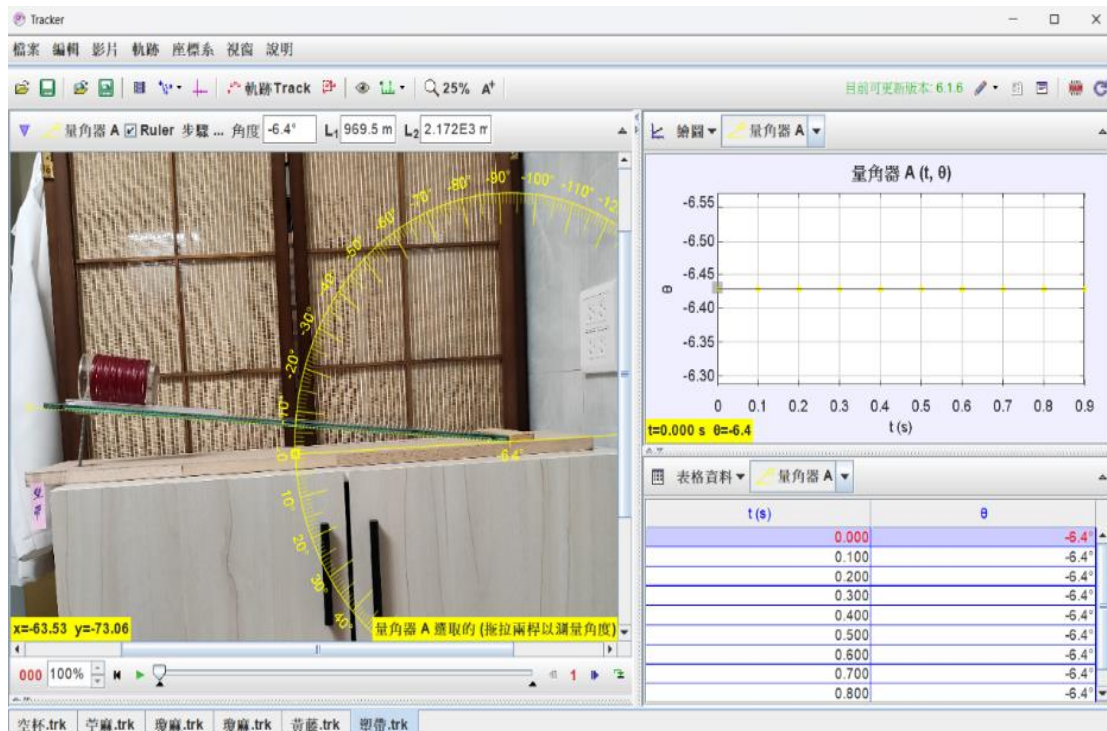 Tracker
檔案 編輯 影片 軌跡 座標系 視窗 說明
軌跡Track 25% A+ 目前可更新版本: 6.1.6
量角器 A Ruler 步驟 ... 角度 -6.4° L1 969.5 m L2 2.172E3 m
繪圖 量角器 A
量角器 A (t, θ)
-6.55
-6.50
-6.45
-6.40
-6.35
-6.30
θ
0 0.1 0.2 0.3 0.4 0.5 0.6 0.7 0.8 0.9
t (s)
t=0.000 s θ=-6.4
-60° -70° -80° -90° -100° -110°
-50°
-40°
-30°
-20°
-10°
0
-6.4°
10°
20°
30°
40°
x=-63.53 y=-73.06
量角器 A 選取的 (拖拉兩桿以測量角度)
000 100% 1
表格資料 量角器 A
t (s) θ
0.000 -6.4°
0.100 -6.4°
0.200 -6.4°
0.300 -6.4°
0.400 -6.4°
0.500 -6.4°
0.600 -6.4°
0.700 -6.4°
0.800 -6.4°
空杯.trk 苧麻.trk 瓊麻.trk 瓊麻.trk 黃藤.trk 塑帶.trk